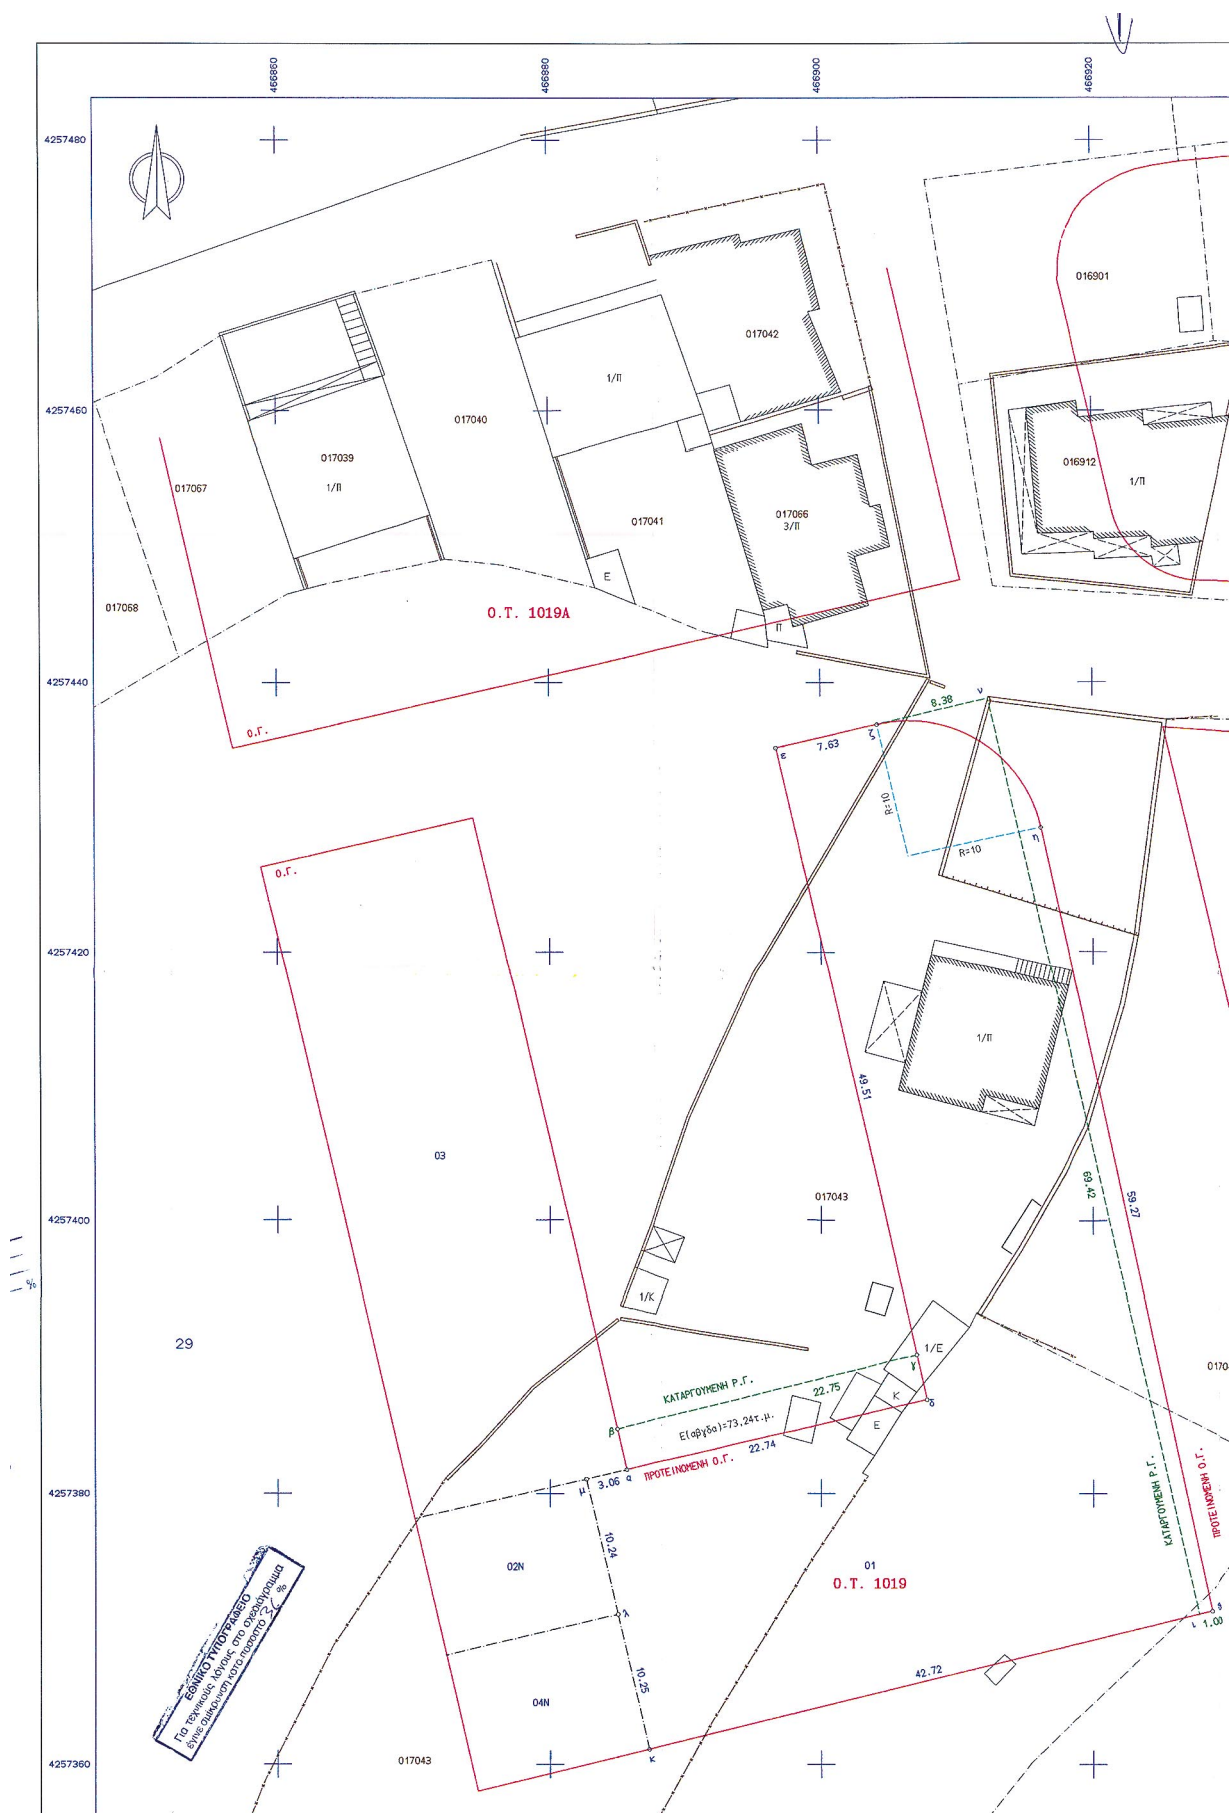 466860
466880
466900
466920
4257480
016901
017042
1/Π
4257460
017040
017039
1/Π
016912
1/Π
017067
017041
017066
3/Π
Ε
017068
Ο.Τ. 1019Α
Π
4257440
ν
8.38
Ο.Γ.
ζ
7.63
ε
R=10
η
R=10
Ο.Γ.
4257420
1/Π
49.51
03
69.42
59.27
017043
4257400
%
1/Κ
29
1/Ε
γ
ΚΑΤΑΡΓΟΥΜΕΝΗ Ρ.Γ.
22.75
Κ
δ
β
Ε(αβγδα)=73,24τ.μ.
Ε
22.74
ΠΡΟΤΕΙΝΟΜΕΝΗ Ο.Γ.
α
3.06
μ
4257380
ΚΑΤΑΡΓΟΥΜΕΝΗ Ρ.Γ.
ΠΡΟΤΕΙΝΟΜΕΝΗ Ο.Γ.
10.24
02Ν
01
Ο.Τ. 1019
ΕΘΝΙΚΟ ΤΥΠΟΓΡΑΦΕΙΟ
Για τεχνικούς λόγους στο σχεδιάγραμμα
έγινε σμίκρυνση κατά ποσοστό 36 %
λ
θ
ι
1.00
10.25
42.72
04Ν
κ
017043
4257360